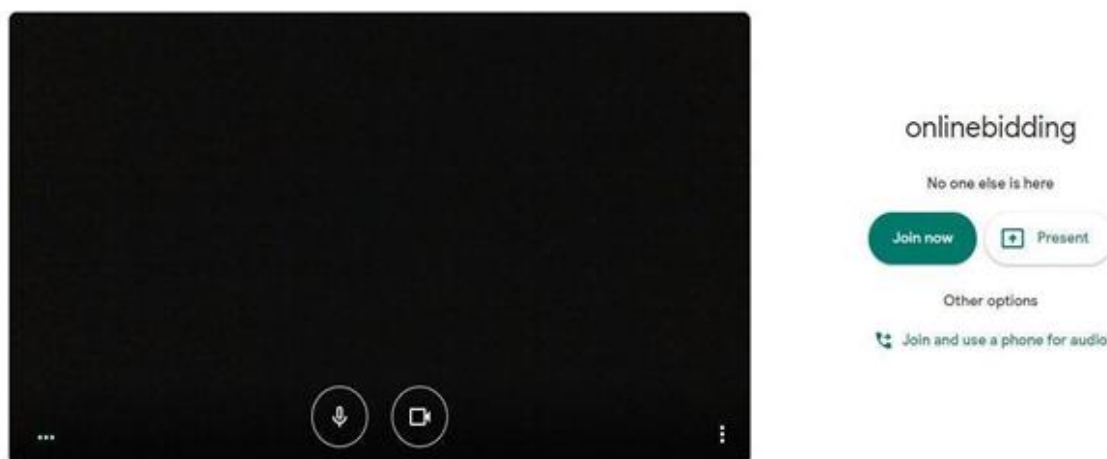 onlinebidding
No one else is here
Join now
Present
Other options
Join and use a phone for audio